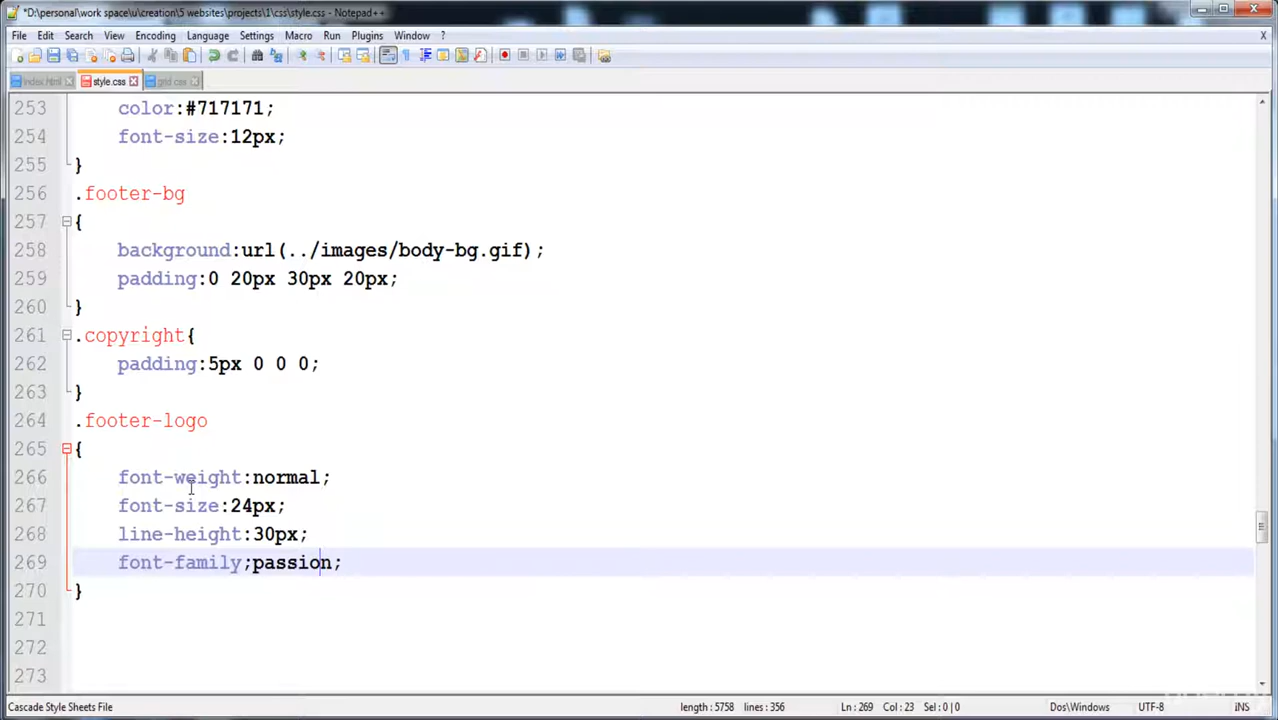 *D:\personal\work space\u\creation\5 websites\projects\1\css\style.css - Notepad++
File Edit Search View Encoding Language Settings Macro Run Plugins Window ? X
index.html style.css grid.css
253 color:#717171;
254 font-size:12px;
255 }
256 .footer-bg
257 {
258 background:url(../images/body-bg.gif);
259 padding:0 20px 30px 20px;
260 }
261 .copyright{
262 padding:5px 0 0 0;
263 }
264 .footer-logo
265 {
266 font-weight:normal;
267 font-size:24px;
268 line-height:30px;
269 font-family;passion;
270 }
271
272
273
Cascade Style Sheets File length : 5758 lines : 356 Ln : 269 Col : 23 Sel : 0 | 0 Dos\Windows UTF-8 INS